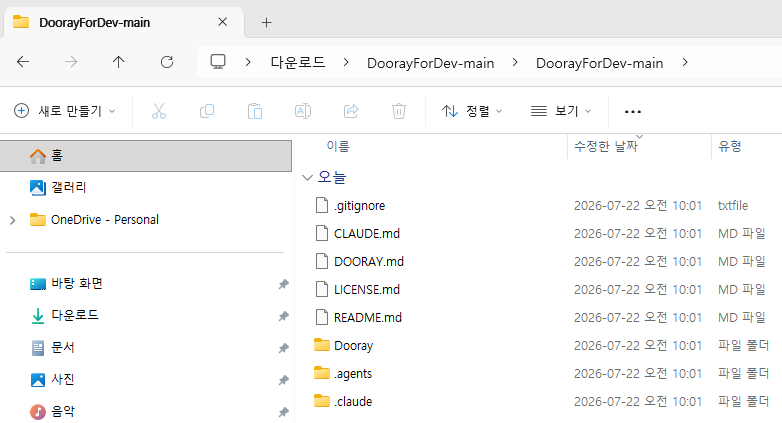 DoorayForDev-main
다운로드 DoorayForDev-main DoorayForDev-main
새로 만들기 정렬 보기
이름 수정한 날짜 유형
홈
갤러리
OneDrive - Personal
바탕 화면
다운로드
문서
사진
음악
오늘
.gitignore 2026-07-22 오전 10:01 txtfile
CLAUDE.md 2026-07-22 오전 10:01 MD 파일
DOORAY.md 2026-07-22 오전 10:01 MD 파일
LICENSE.md 2026-07-22 오전 10:01 MD 파일
README.md 2026-07-22 오전 10:01 MD 파일
Dooray 2026-07-22 오전 10:01 파일 폴더
.agents 2026-07-22 오전 10:01 파일 폴더
.claude 2026-07-22 오전 10:01 파일 폴더